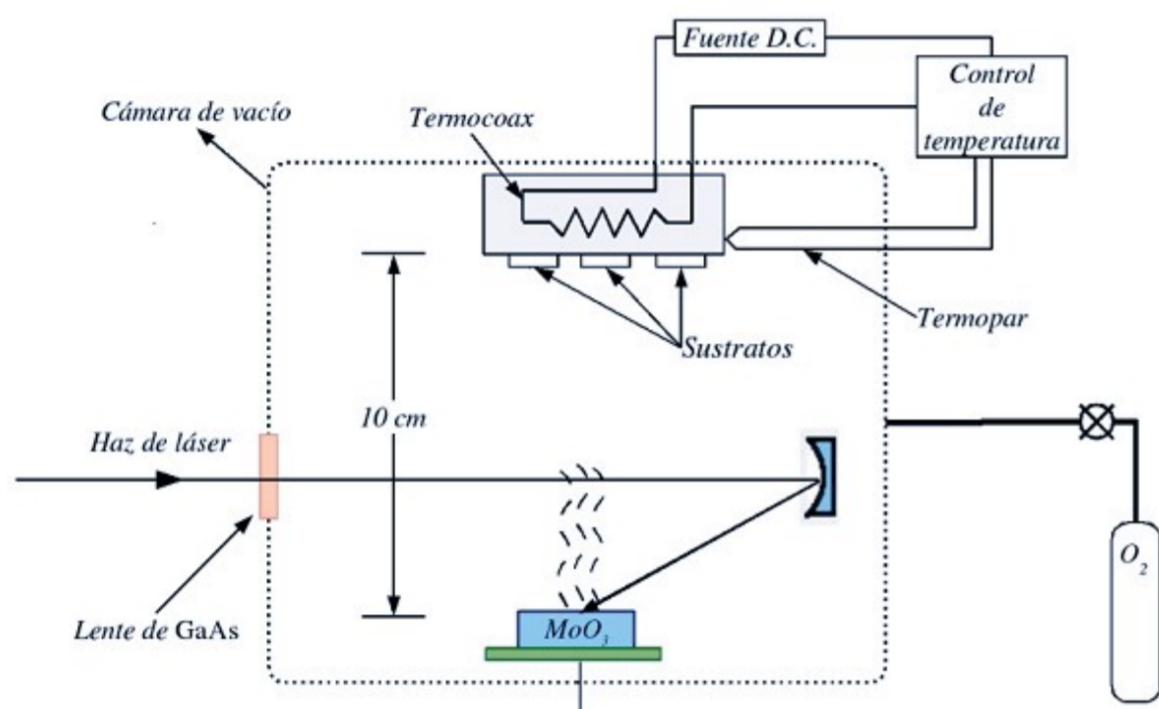 Fuente D.C.
Control
de
temperatura
Cámara de vacío
Termocoax
Termopar
Sustratos
10 cm
Haz de láser
O2
Lente de GaAs
MoO3